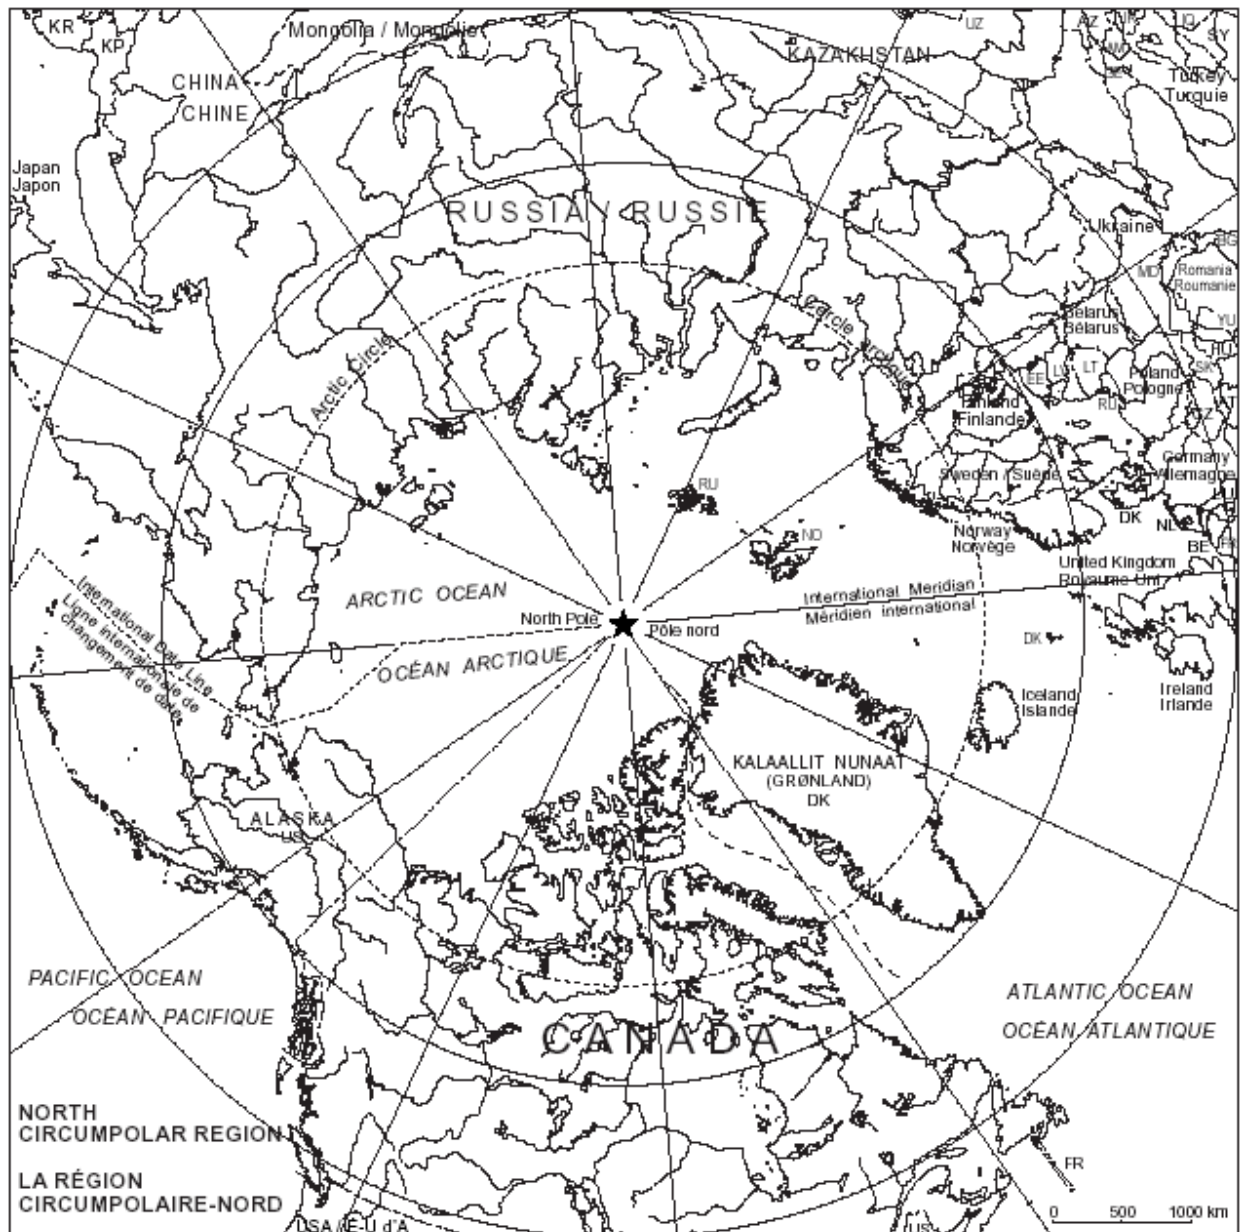 KR
KP
Mongolia / Mongolie
UZ
AZ
IQ
SY
KAZAKHSTAN
CHINA
CHINE
Turkey
Turquie
Japan
Japon
RUSSIA / RUSSIE
Ukraine
BG
MD
Romania
Roumanie
YU
Arctic Circle
Cercle arctique
Bélarus
Bélarus
HU
EE
LV
LT
Poland
Pologne
SK
RU
CZ
Finland
Finlande
Germany
Allemagne
Sweden / Suède
RU
NO
Norway
Norvège
DK
NL
BE
FR
United Kingdom
Royaume Uni
International Date Line
Ligne internationale de
changement de date
ARCTIC OCEAN
OCÉAN ARCTIQUE
North Pole
Pôle nord
International Meridian
Méridien international
DK
Iceland
Islande
Ireland
Irlande
KALAALLIT NUNAAT
(GRØNLAND)
DK
ALASKA
US
PACIFIC OCEAN
OCÉAN PACIFIQUE
ATLANTIC OCEAN
OCÉAN ATLANTIQUE
CANADA
NORTH
CIRCUMPOLAR REGION
LA RÉGION
CIRCUMPOLAIRE-NORD
FR
0 500 1000 km
USA / É-U d'A
US